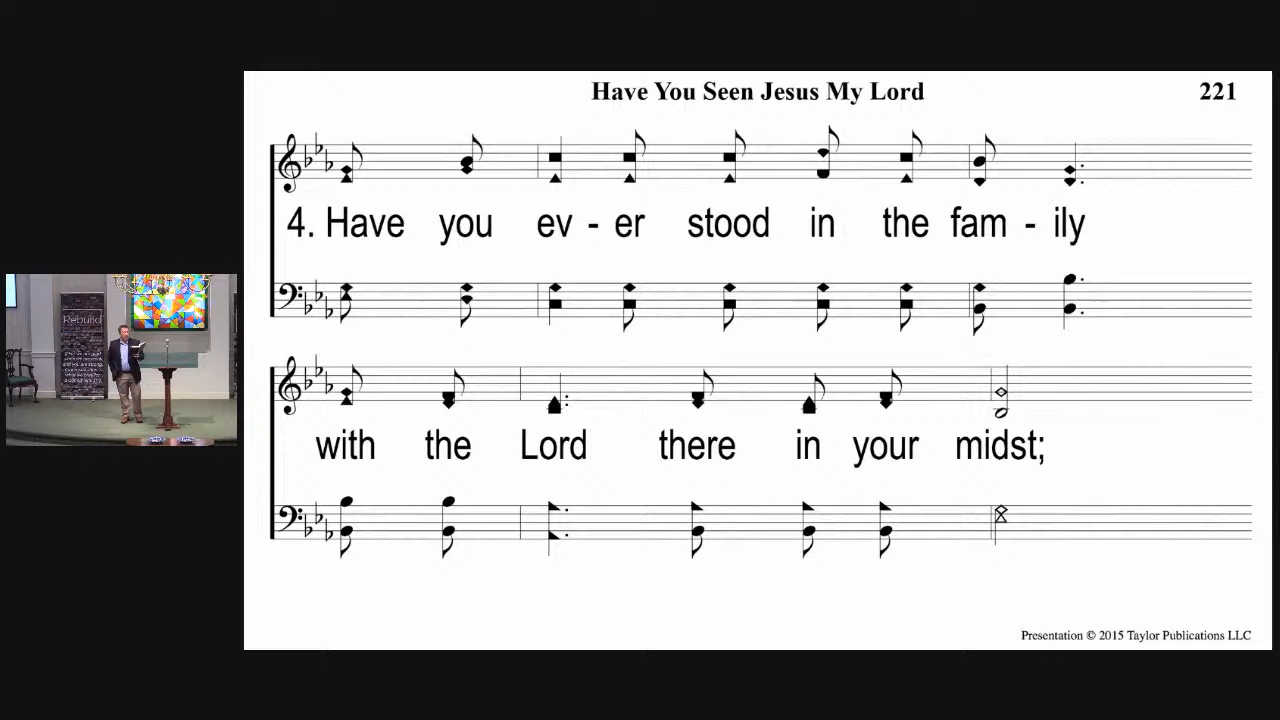 Have You Seen Jesus My Lord 221
4. Have you ev - er stood in the fam - ily
with the Lord there in your midst;
Presentation © 2015 Taylor Publications LLC
Rebuild